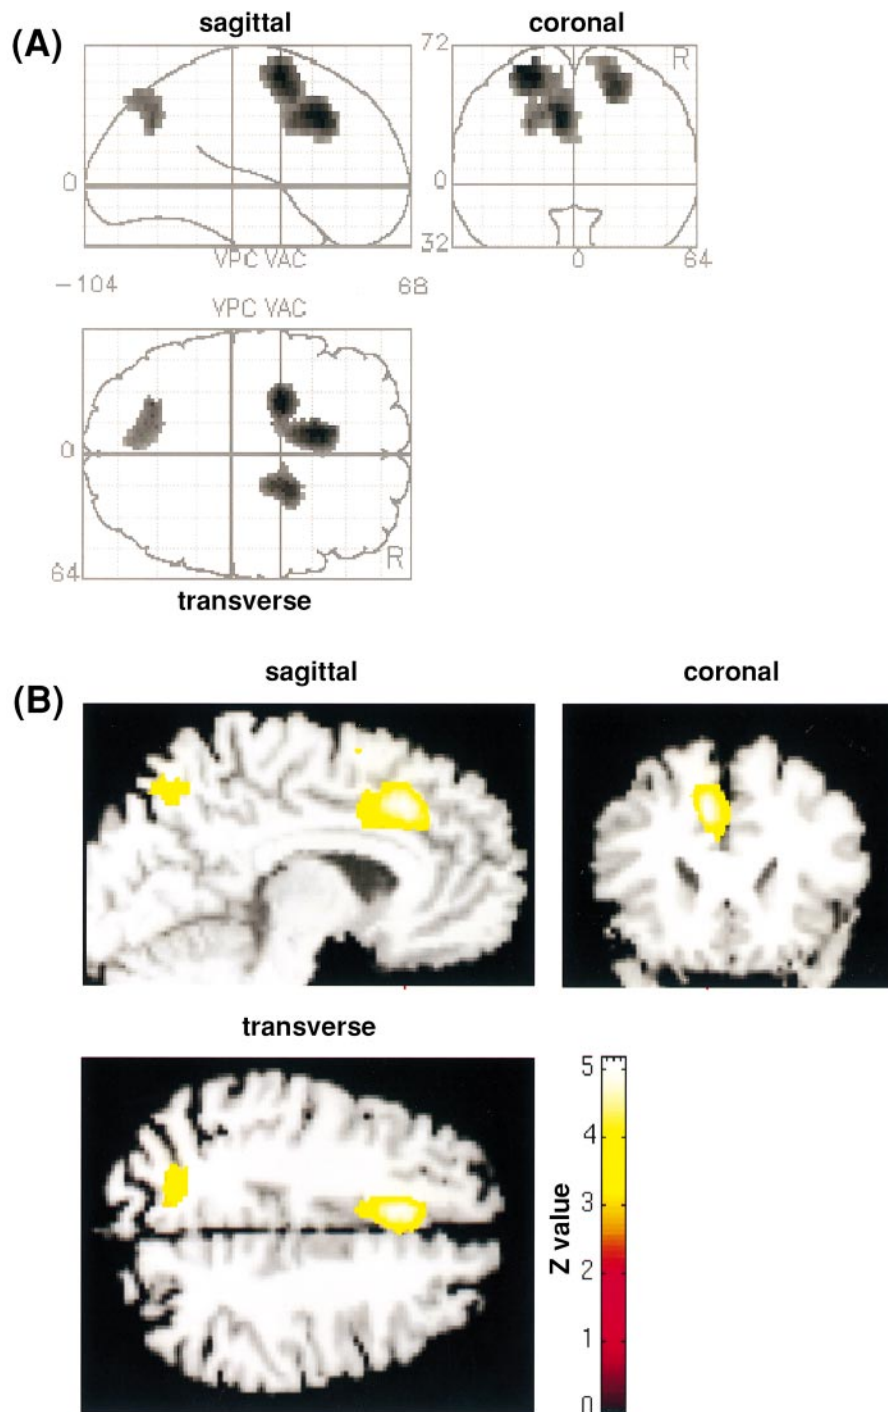 (A)
sagittal
coronal
72
R
0
0
32
VPC VAC
0
64
-104
68
VPC VAC
0
R
64
transverse
(B)
sagittal
coronal
transverse
5
4
3
2
1
0
Z value